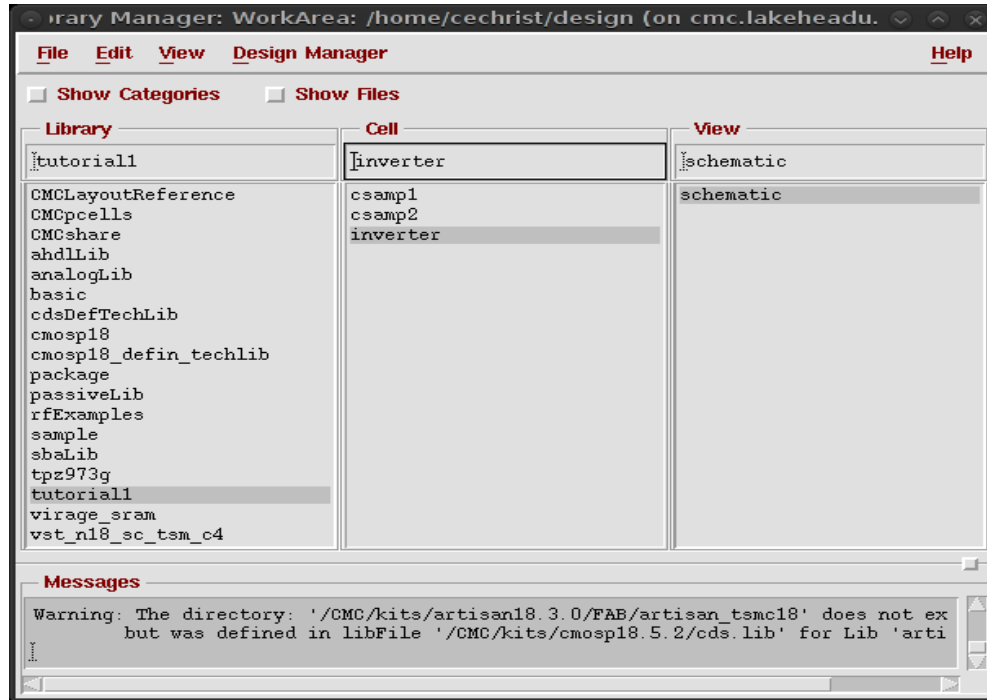 rary Manager: WorkArea: /home/cechrist/design (on cmc.lakeheadu.
File Edit View Design Manager Help
Show Categories Show Files
Library Cell View
tutorial1 inverter schematic
CMCLayoutReference
CMCpcells
CMCshare
ahdlLib
analogLib
basic
cdsDefTechLib
cmosp18
cmosp18_defin_techlib
package
passiveLib
rfExamples
sample
sbaLib
tpz973g
tutorial1
virage_sram
vst_n18_sc_tsm_c4
csamp1
csamp2
inverter
schematic
Messages
Warning: The directory: '/CMC/kits/artisan18.3.0/FAB/artisan_tsmc18' does not ex
but was defined in libFile '/CMC/kits/cmosp18.5.2/cds.lib' for Lib 'arti